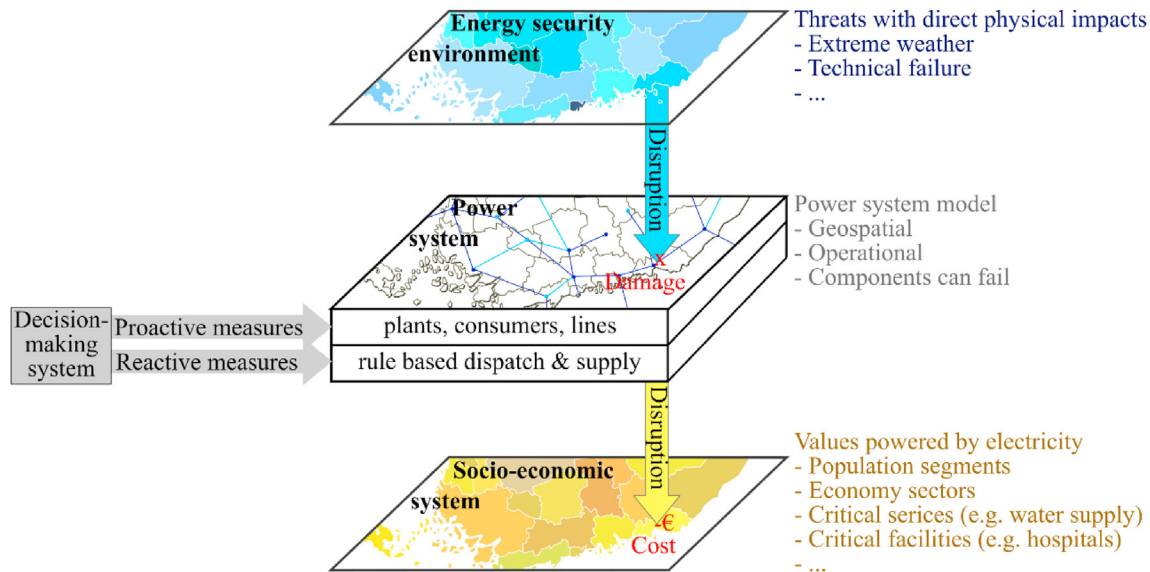 Energy security
environment
Threats with direct physical impacts
- Extreme weather
- Technical failure
- ...
Disruption
Power
system
x
Damage
Power system model
- Geospatial
- Operational
- Components can fail
Decision-
making
system
Proactive measures
Reactive measures
plants, consumers, lines
rule based dispatch & supply
Disruption
Socio-economic
system
-€
Cost
Values powered by electricity
- Population segments
- Economy sectors
- Critical serices (e.g. water supply)
- Critical facilities (e.g. hospitals)
- ...